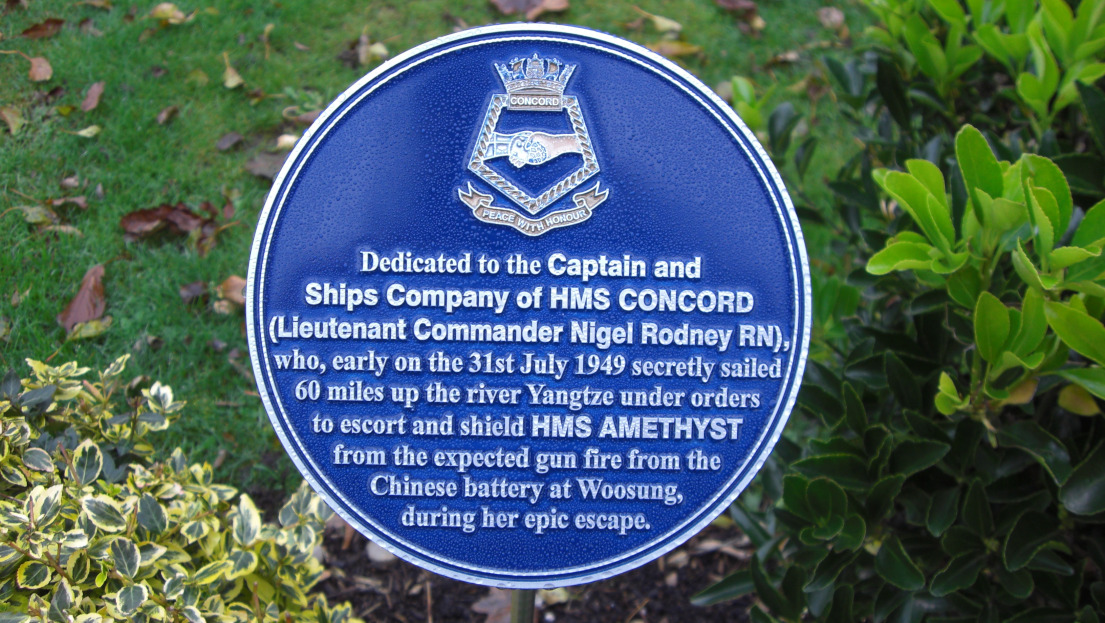 CONCORD
PEACE WITH HONOUR
Dedicated to the Captain and
Ships Company of HMS CONCORD
(Lieutenant Commander Nigel Rodney RN),
who, early on the 31st July 1949 secretly sailed
60 miles up the river Yangtze under orders
to escort and shield HMS AMETHYST
from the expected gun fire from the
Chinese battery at Woosung,
during her epic escape.